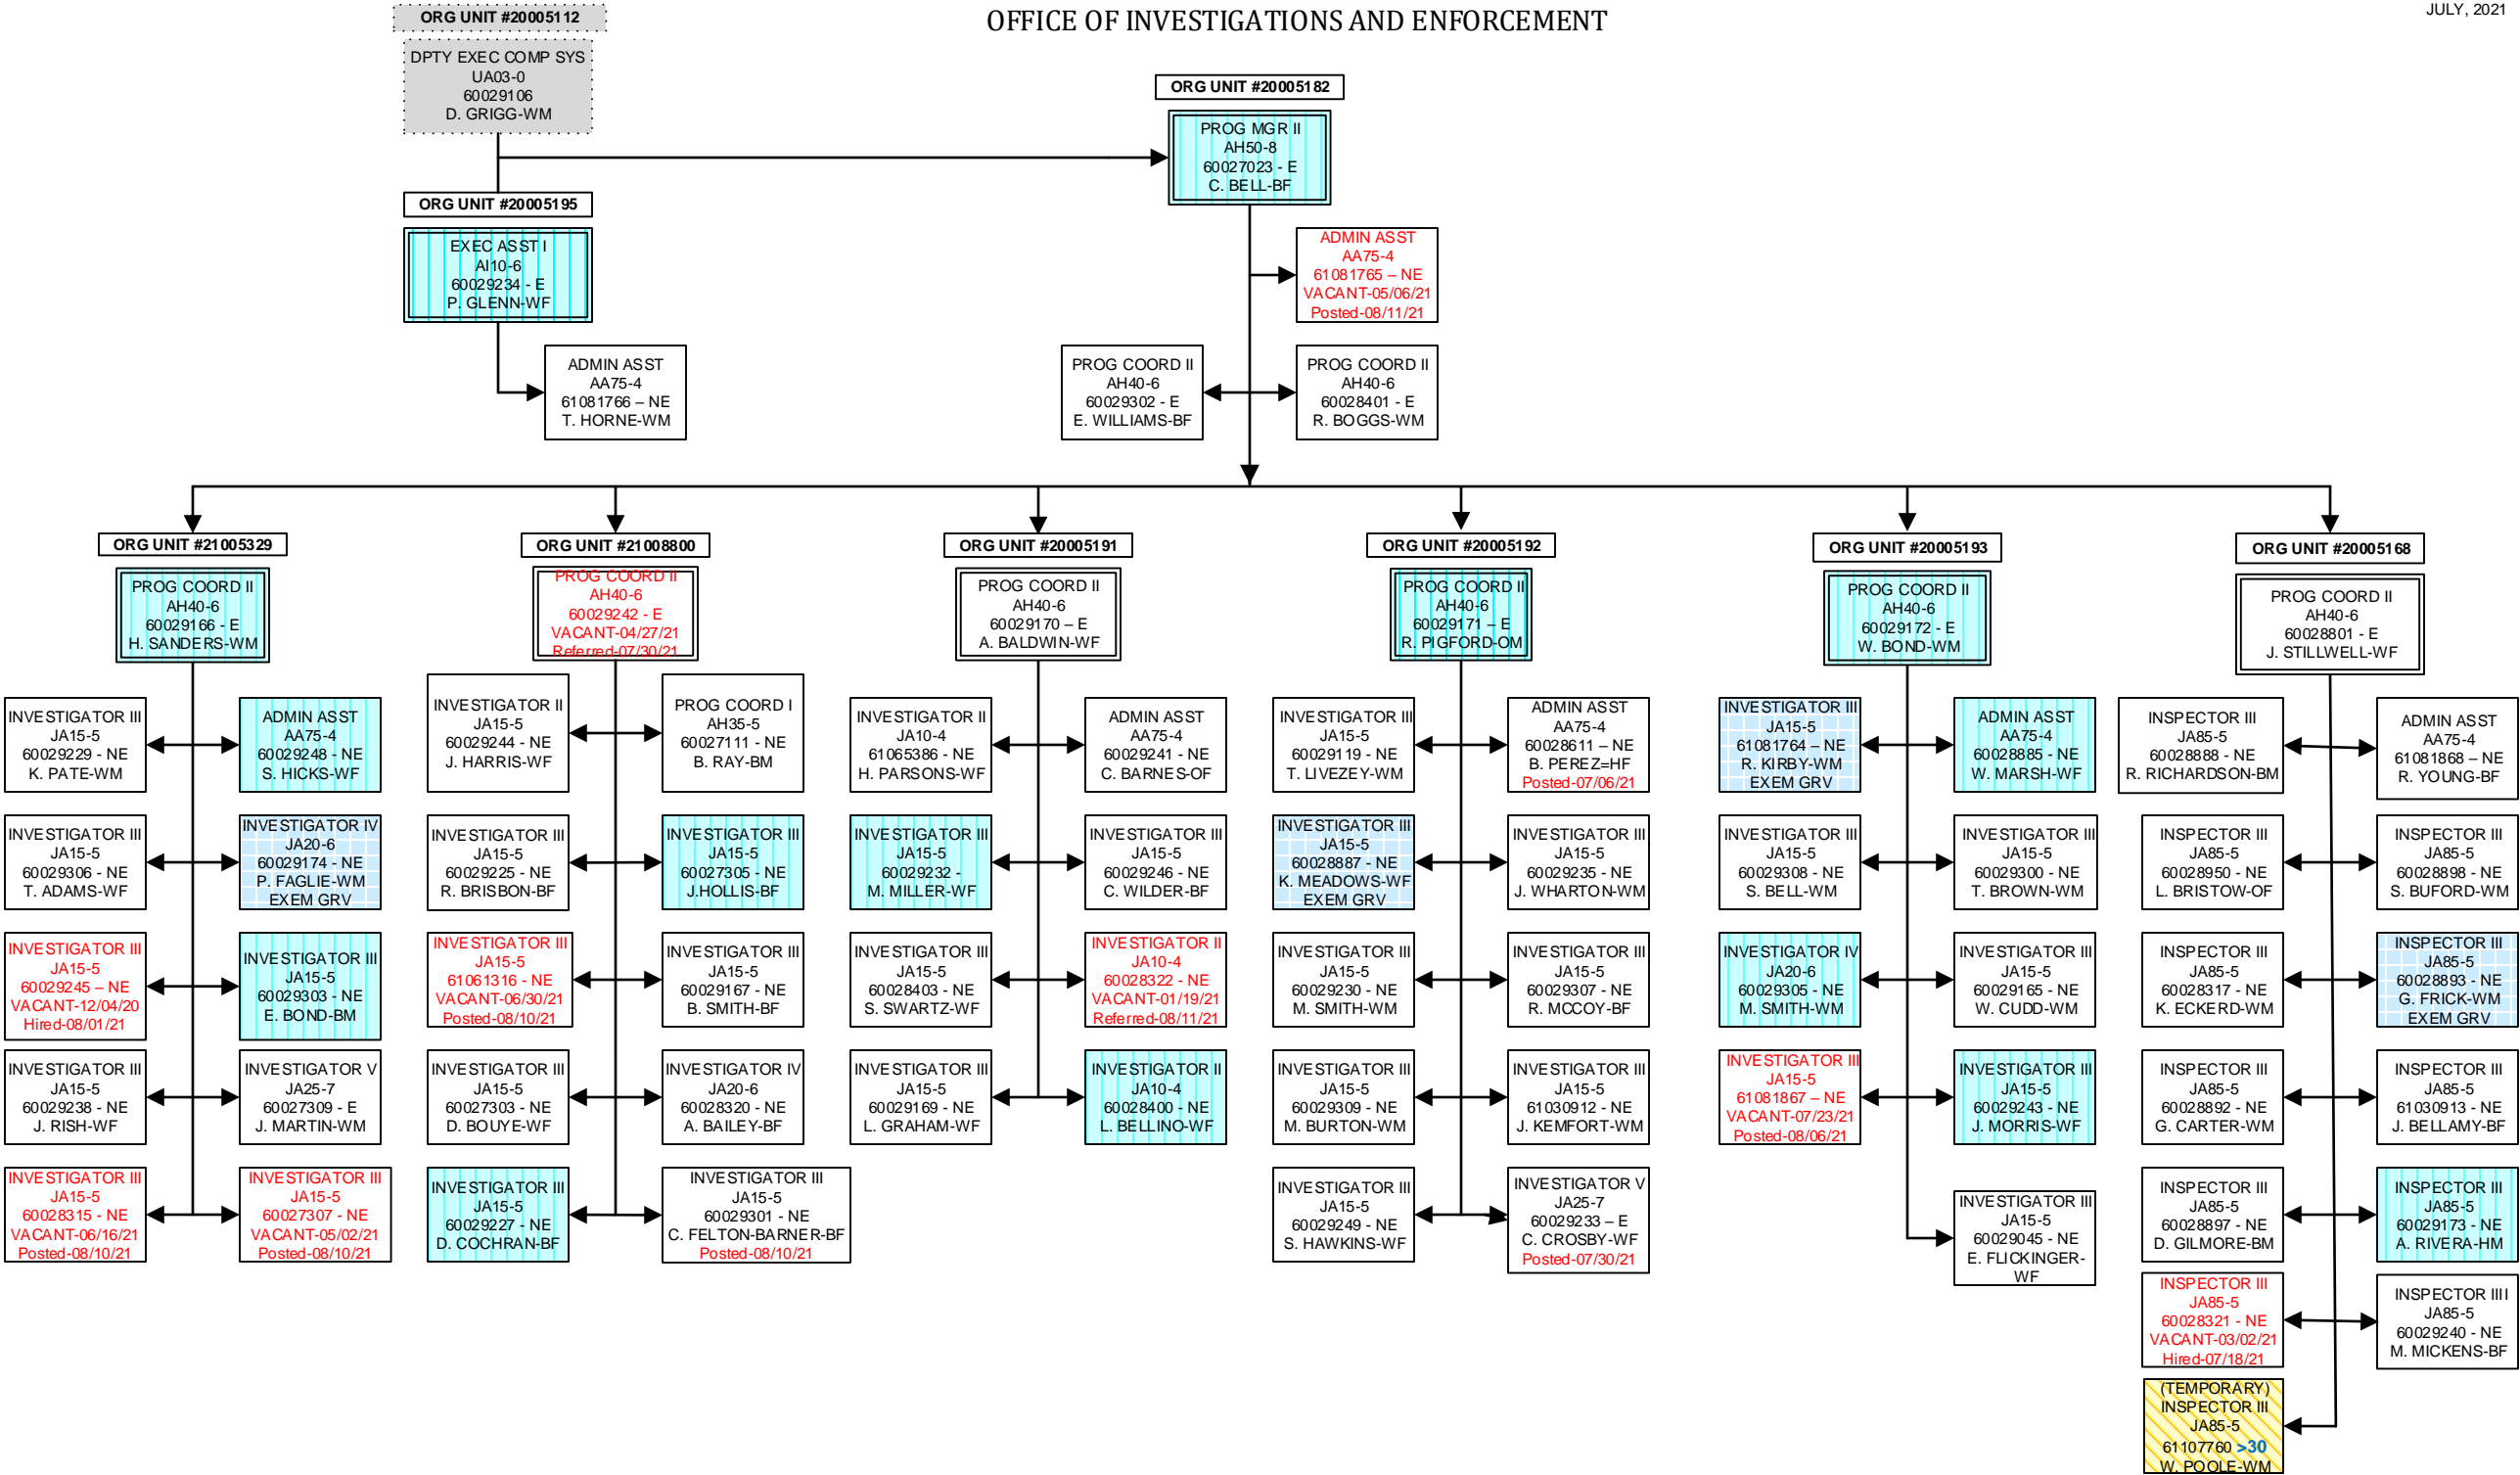 ORG UNIT #20005112
OFFICE OF INVESTIGATIONS AND ENFORCEMENT
JULY, 2021
DPTY EXEC COMP SYS
UA03-0
60029106
D. GRIGG-WM
ORG UNIT #20005182
PROG MGR II
AH50-8
60027023 - E
C. BELL-BF
ORG UNIT #20005195
EXEC ASST I
AI10-6
60029234 - E
P. GLENN-WF
ADMIN ASST
AA75-4
61081765 – NE
VACANT-05/06/21
Posted-08/11/21
ADMIN ASST
AA75-4
61081766 – NE
T. HORNE-WM
PROG COORD II
AH40-6
60029302 - E
E. WILLIAMS-BF
PROG COORD II
AH40-6
60028401 - E
R. BOGGS-WM
ORG UNIT #21005329
PROG COORD II
AH40-6
60029166 - E
H. SANDERS-WM
INVESTIGATOR III
JA15-5
60029229 - NE
K. PATE-WM
ADMIN ASST
AA75-4
60029248 - NE
S. HICKS-WF
INVESTIGATOR III
JA15-5
60029306 - NE
T. ADAMS-WF
INVESTIGATOR IV
JA20-6
60029174 - NE
P. FAGLIE-WM
EXEM GRV
INVESTIGATOR III
JA15-5
60029245 – NE
VACANT-12/04/20
Hired-08/01/21
INVESTIGATOR III
JA15-5
60029303 - NE
E. BOND-BM
INVESTIGATOR III
JA15-5
60029238 - NE
J. RISH-WF
INVESTIGATOR V
JA25-7
60027309 - E
J. MARTIN-WM
INVESTIGATOR III
JA15-5
60028315 - NE
VACANT-06/16/21
Posted-08/10/21
INVESTIGATOR III
JA15-5
60027307 - NE
VACANT-05/02/21
Posted-08/10/21
ORG UNIT #21008800
PROG COORD II
AH40-6
60029242 - E
VACANT-04/27/21
Referred-07/30/21
INVESTIGATOR II
JA15-5
60029244 - NE
J. HARRIS-WF
PROG COORD I
AH35-5
60027111 - NE
B. RAY-BM
INVESTIGATOR III
JA15-5
60029225 - NE
R. BRISBON-BF
INVESTIGATOR III
JA15-5
60027305 - NE
J.HOLLIS-BF
INVESTIGATOR III
JA15-5
61061316 - NE
VACANT-06/30/21
Posted-08/10/21
INVESTIGATOR III
JA15-5
60029167 - NE
B. SMITH-BF
INVESTIGATOR III
JA15-5
60027303 - NE
D. BOUYE-WF
INVESTIGATOR IV
JA20-6
60028320 - NE
A. BAILEY-BF
INVESTIGATOR III
JA15-5
60029227 - NE
D. COCHRAN-BF
INVESTIGATOR III
JA15-5
60029301 - NE
C. FELTON-BARNER-BF
Posted-08/10/21
ORG UNIT #20005191
PROG COORD II
AH40-6
60029170 – E
A. BALDWIN-WF
INVESTIGATOR II
JA10-4
61065386 - NE
H. PARSONS-WF
ADMIN ASST
AA75-4
60029241 - NE
C. BARNES-OF
INVESTIGATOR III
JA15-5
60029232 -
M. MILLER-WF
INVESTIGATOR III
JA15-5
60029246 - NE
C. WILDER-BF
INVESTIGATOR III
JA15-5
60028403 - NE
S. SWARTZ-WF
INVESTIGATOR II
JA10-4
60028322 - NE
VACANT-01/19/21
Referred-08/11/21
INVESTIGATOR III
JA15-5
60029169 - NE
L. GRAHAM-WF
INVESTIGATOR II
JA10-4
60028400 - NE
L. BELLINO-WF
ORG UNIT #20005192
PROG COORD II
AH40-6
60029171 – E
R. PIGFORD-OM
INVESTIGATOR III
JA15-5
60029119 - NE
T. LIVEZEY-WM
ADMIN ASST
AA75-4
60028611 – NE
B. PEREZ=HF
Posted-07/06/21
INVESTIGATOR III
JA15-5
60028887 - NE
K. MEADOWS-WF
EXEM GRV
INVESTIGATOR III
JA15-5
60029235 - NE
J. WHARTON-WM
INVESTIGATOR III
JA15-5
60029230 - NE
M. SMITH-WM
INVESTIGATOR III
JA15-5
60029307 - NE
R. MCCOY-BF
INVESTIGATOR III
JA15-5
60029309 - NE
M. BURTON-WM
INVESTIGATOR III
JA15-5
61030912 - NE
J. KEMFORT-WM
INVESTIGATOR III
JA15-5
60029249 - NE
S. HAWKINS-WF
INVESTIGATOR V
JA25-7
60029233 – E
C. CROSBY-WF
Posted-07/30/21
ORG UNIT #20005193
PROG COORD II
AH40-6
60029172 - E
W. BOND-WM
INVESTIGATOR III
JA15-5
61081764 – NE
R. KIRBY-WM
EXEM GRV
ADMIN ASST
AA75-4
60028885 - NE
W. MARSH-WF
INVESTIGATOR III
JA15-5
60029308 - NE
S. BELL-WM
INVESTIGATOR III
JA15-5
60029300 - NE
T. BROWN-WM
INVESTIGATOR IV
JA20-6
60029305 - NE
M. SMITH-WM
INVESTIGATOR III
JA15-5
60029165 - NE
W. CUDD-WM
INVESTIGATOR III
JA15-5
61081867 – NE
VACANT-07/23/21
Posted-08/06/21
INVESTIGATOR III
JA15-5
60029243 - NE
J. MORRIS-WF
INVESTIGATOR III
JA15-5
60029045 - NE
E. FLICKINGER-
WF
ORG UNIT #20005168
PROG COORD II
AH40-6
60028801 - E
J. STILLWELL-WF
INSPECTOR III
JA85-5
60028888 - NE
R. RICHARDSON-BM
ADMIN ASST
AA75-4
61081868 – NE
R. YOUNG-BF
INSPECTOR III
JA85-5
60028950 - NE
L. BRISTOW-OF
INSPECTOR III
JA85-5
60028898 - NE
S. BUFORD-WM
INSPECTOR III
JA85-5
60028317 - NE
K. ECKERD-WM
INSPECTOR III
JA85-5
60028893 - NE
G. FRICK-WM
EXEM GRV
INSPECTOR III
JA85-5
60028892 - NE
G. CARTER-WM
INSPECTOR III
JA85-5
61030913 - NE
J. BELLAMY-BF
INSPECTOR III
JA85-5
60028897 - NE
D. GILMORE-BM
INSPECTOR III
JA85-5
60029173 - NE
A. RIVERA-HM
INSPECTOR III
JA85-5
60028321 - NE
VACANT-03/02/21
Hired-07/18/21
INSPECTOR IIII
JA85-5
60029240 - NE
M. MICKENS-BF
(TEMPORARY)
INSPECTOR III
JA85-5
61107760 >30
W. POOLE-WM